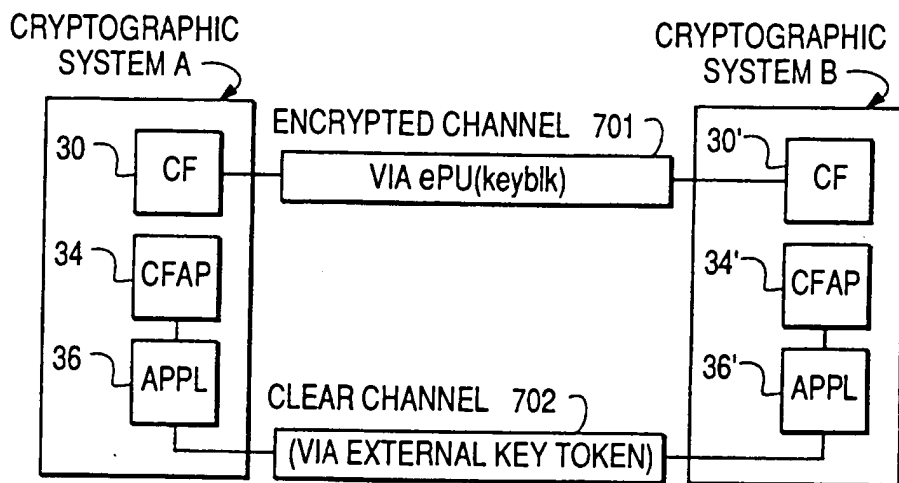 CRYPTOGRAPHIC
SYSTEM A
CRYPTOGRAPHIC
SYSTEM B
ENCRYPTED CHANNEL 701
30
CF
VIA ePU(keyblk)
30'
CF
34
CFAP
34'
CFAP
36
APPL
36'
APPL
CLEAR CHANNEL 702
(VIA EXTERNAL KEY TOKEN)